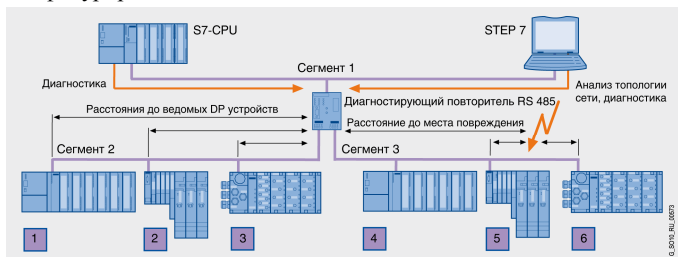 S7-CPU
STEP 7
Сегмент 1
Диагностика
Анализ топологии
сети, диагностика
Диагностирующий повторитель RS 485
Расстояния до ведомых DP устройств
Расстояние до места повреждения
Сегмент 2
Сегмент 3
1
2
3
4
5
6
G_SO10_RU_00573